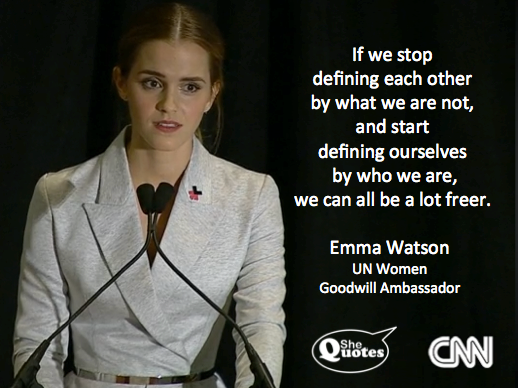 If we stop
defining each other
by what we are not,
and start
defining ourselves
by who we are,
we can all be a lot freer.
Emma Watson
UN Women
Goodwill Ambassador
She
Quotes
CNN